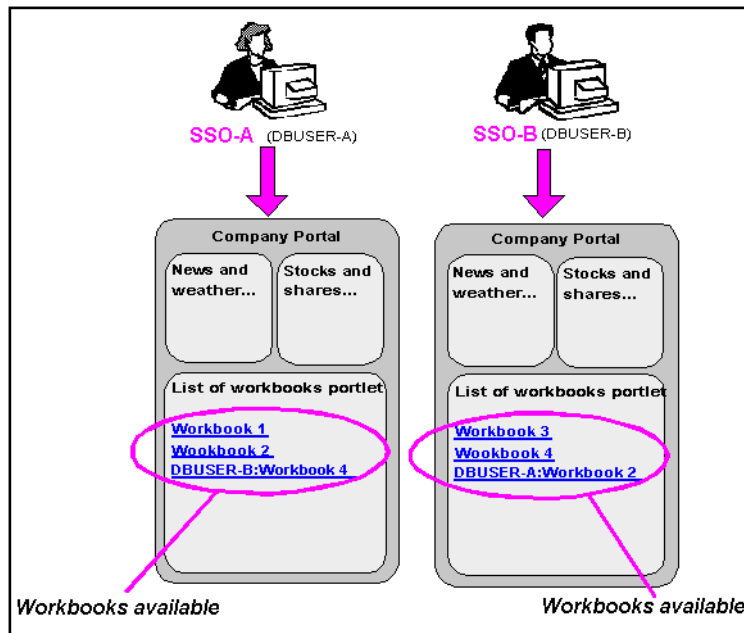 SSO-A (DBUSER-A)
Company Portal
News and
weather...
Stocks and
shares...
List of workbooks portlet
Workbook 1
Wookbook 2
DBUSER-B:Workbook 4
Workbooks available
SSO-B (DBUSER-B)
Company Portal
News and
weather...
Stocks and
shares...
List of workbooks portlet
Workbook 3
Wookbook 4
DBUSER-A:Workbook 2
Workbooks available